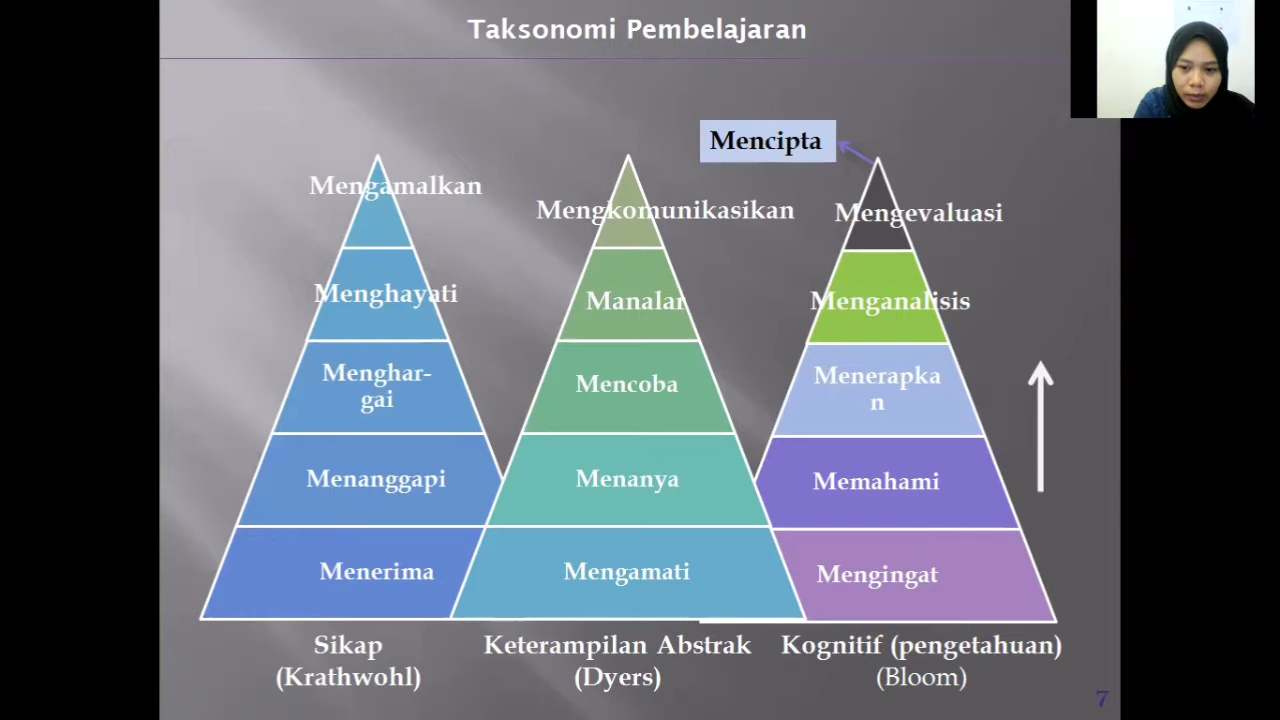 Taksonomi Pembelajaran
Mengamalkan
Menghayati
Menghar-
gai
Menanggapi
Menerima
Sikap
(Krathwohl)
Mengkomunikasikan
Manalar
Mencoba
Menanya
Mengamati
Keterampilan Abstrak
(Dyers)
Mencipta
Mengevaluasi
Menganalisis
Menerapka
n
Memahami
Mengingat
Kognitif (pengetahuan)
(Bloom)
7